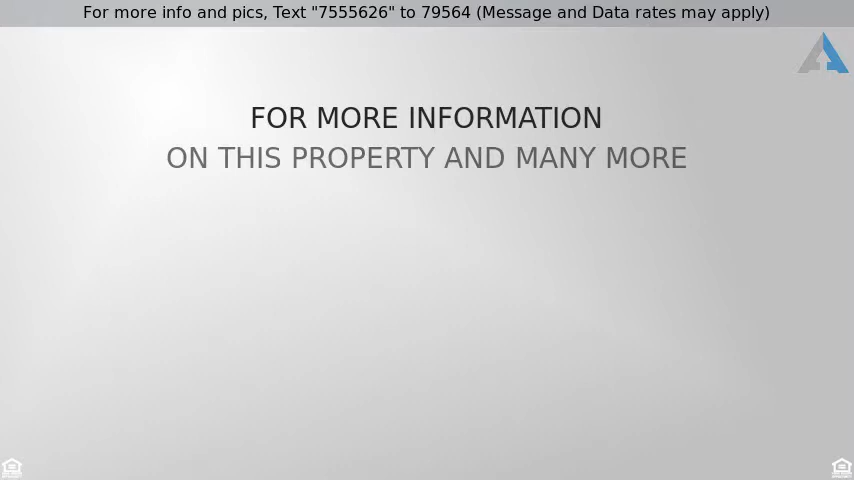 For more info and pics, Text "7555626" to 79564 (Message and Data rates may apply)
FOR MORE INFORMATION
ON THIS PROPERTY AND MANY MORE